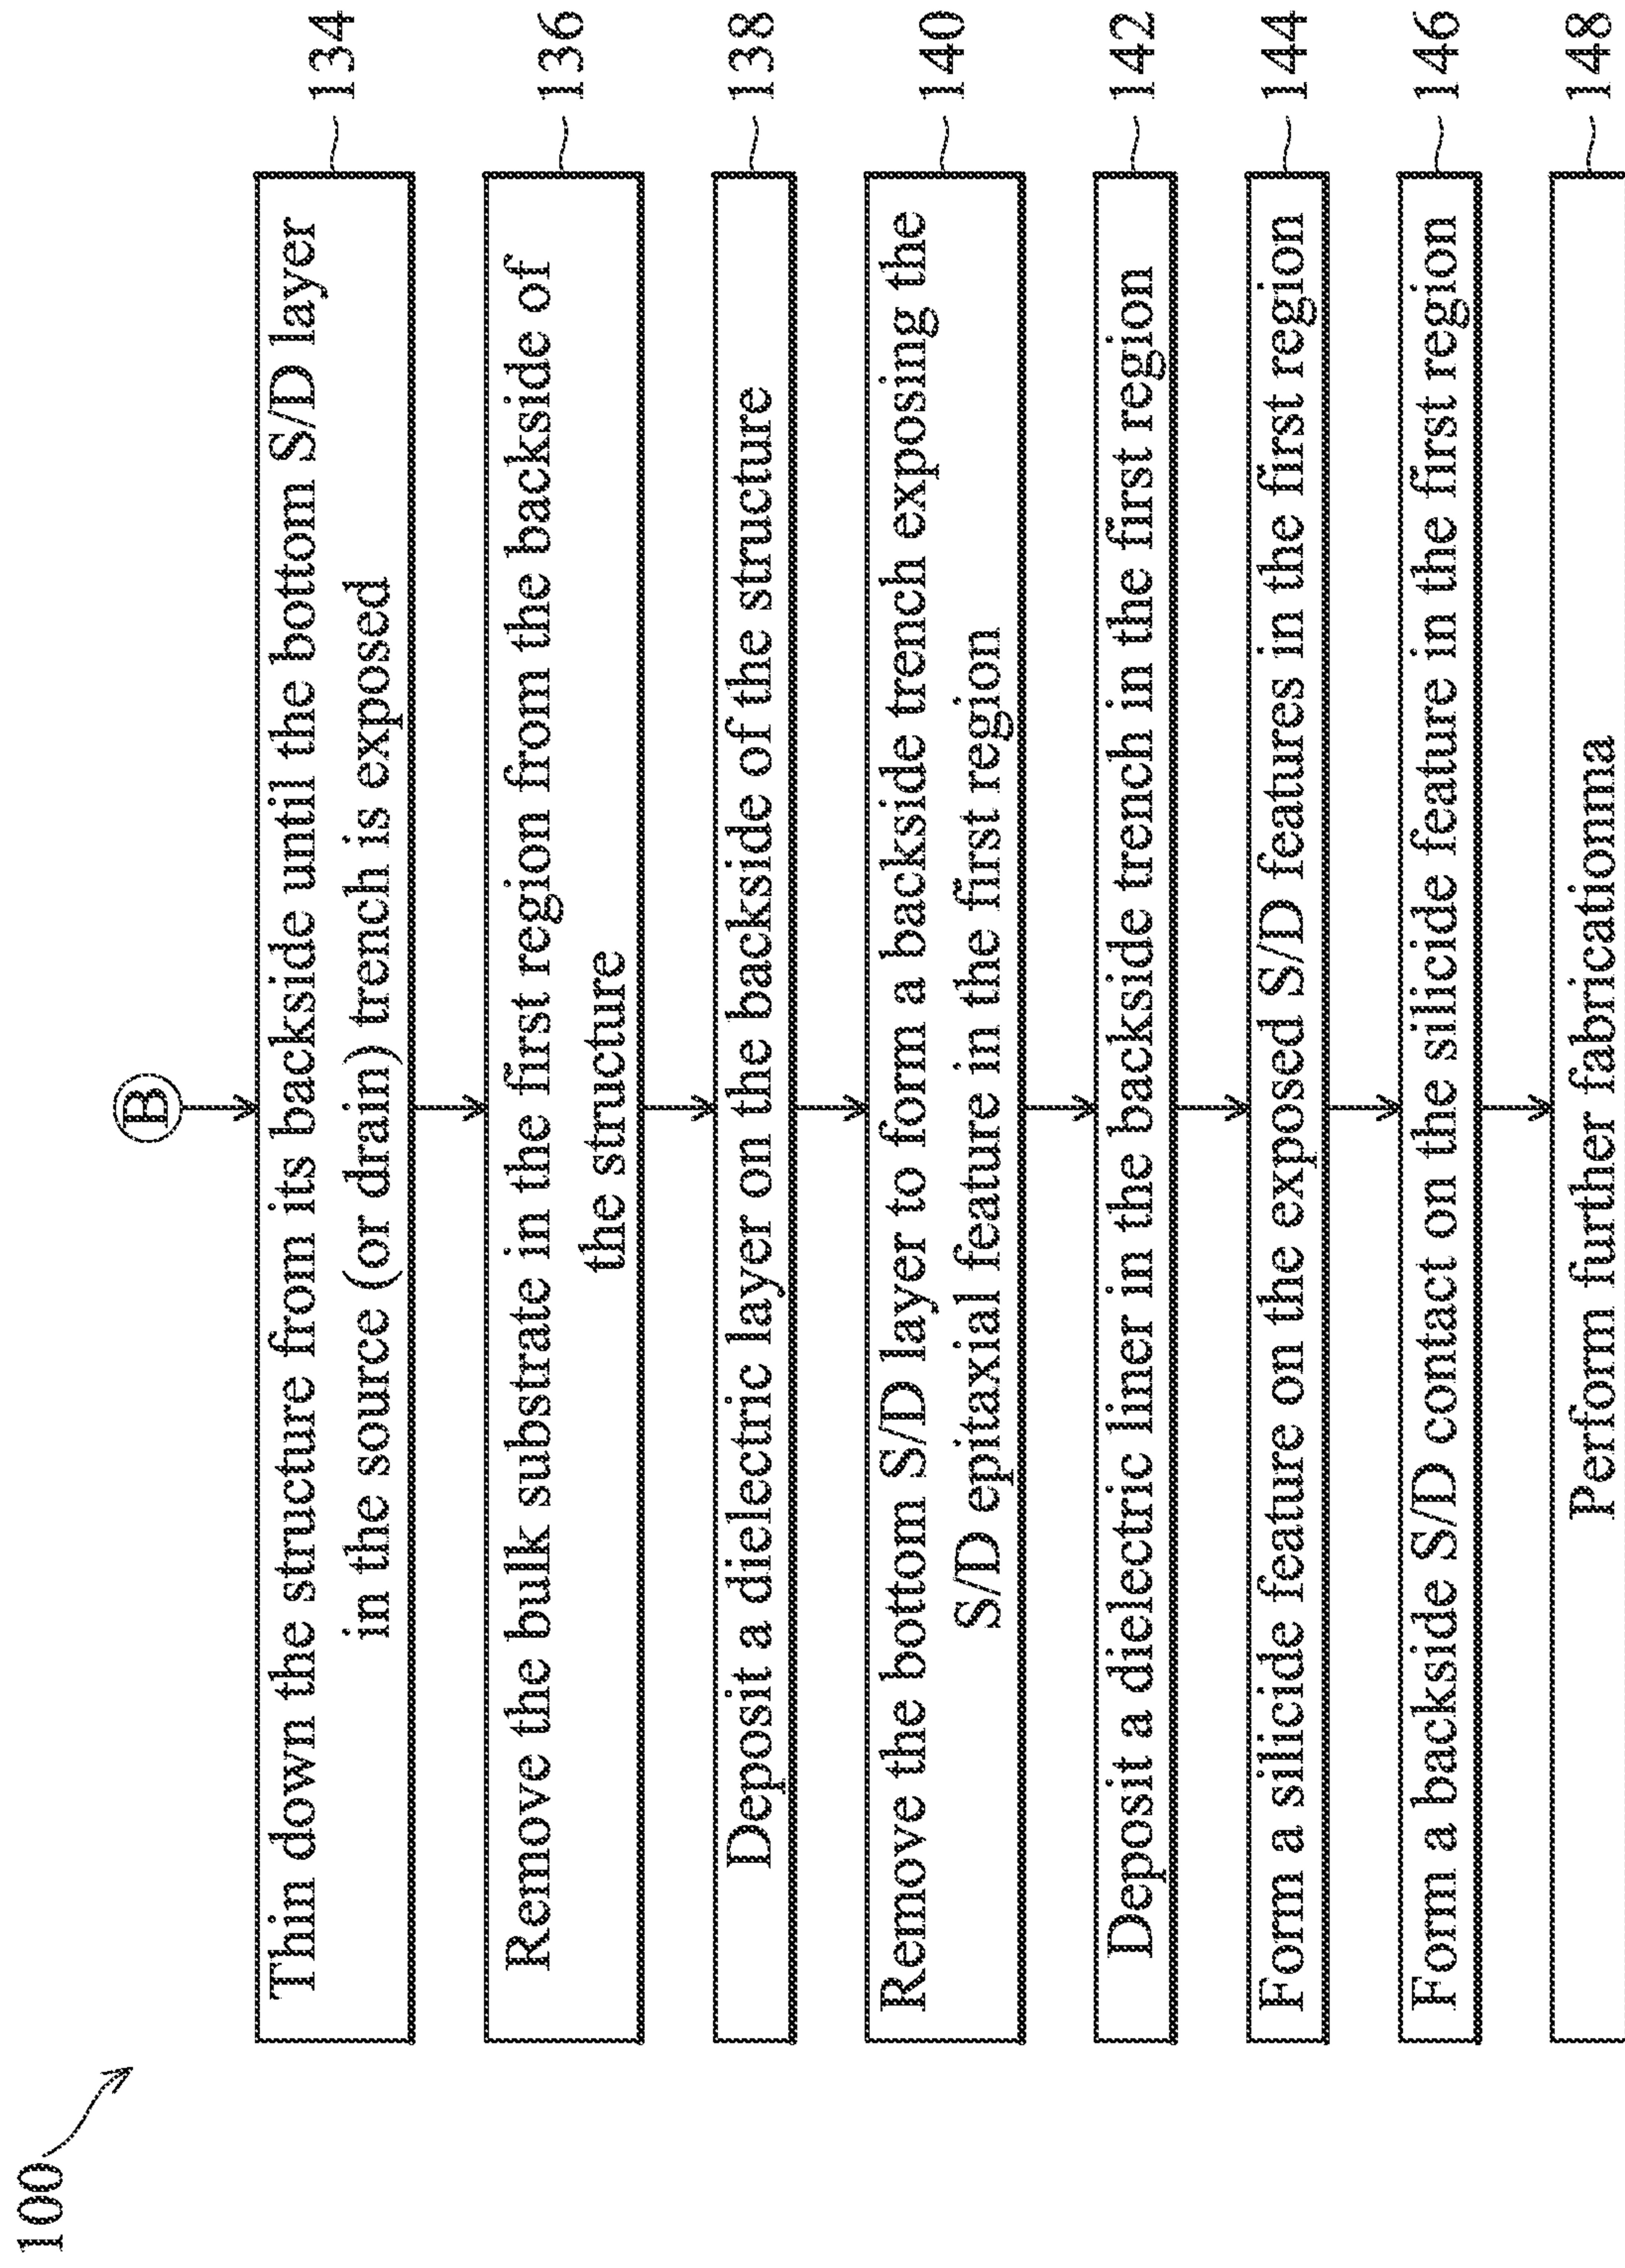 100
B
Thin down the structure from its backside until the bottom S/D layer
in the source (or drain) trench is exposed
134
Remove the bulk substrate in the first region from the backside of
the structure
136
Deposit a dielectric layer on the backside of the structure
138
Remove the bottom S/D layer to form a backside trench exposing the
S/D epitaxial feature in the first region
140
Deposit a dielectric liner in the backside trench in the first region
142
Form a silicide feature on the exposed S/D features in the first region
144
Form a backside S/D contact on the silicide feature in the first region
146
Perform further fabricationma
148